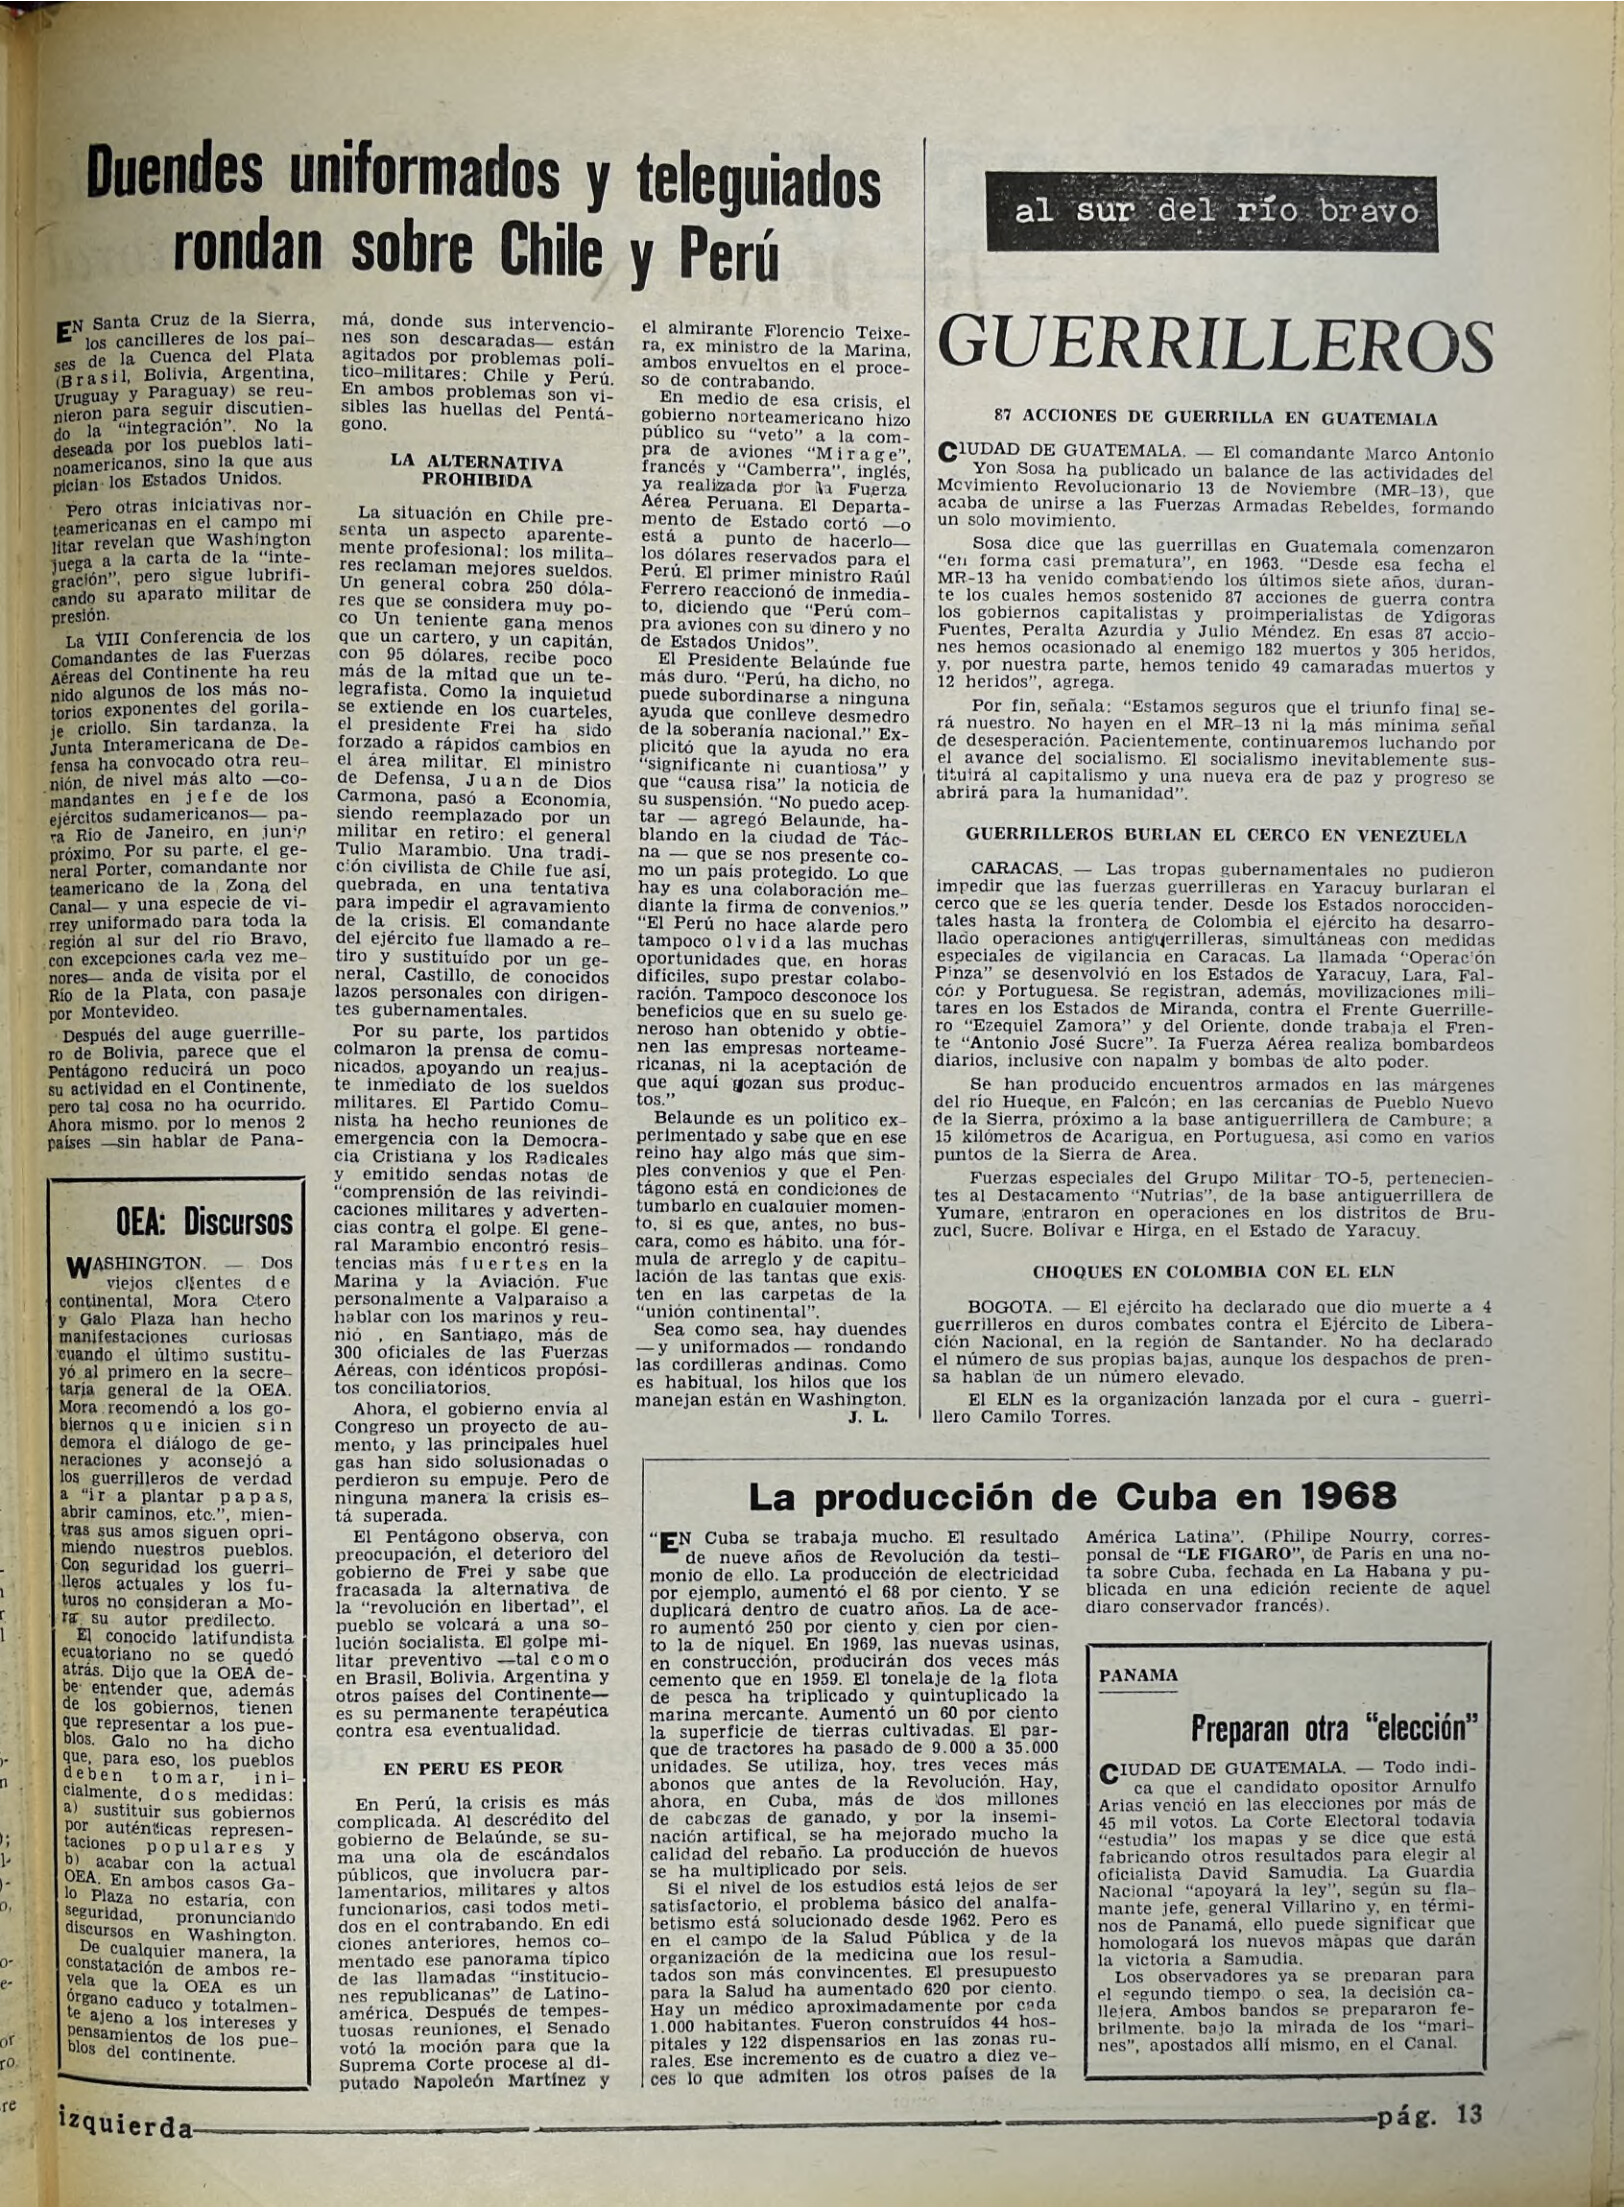 Duendes uniformados y teleguiados
rondan sobre Chile y Perú
EN Santa Cruz de la Sierra,
los cancilleres de los paí-
ses de la Cuenca del Plata
(Brasil, Bolivia, Argentina,
Uruguay y Paraguay) se reu-
nieron para seguir discutien-
do la "integración". No la
deseada por los pueblos lati-
noamericanos, sino la que aus
pician los Estados Unidos.
Pero otras iniciativas nor-
teamericanas en el campo mi
litar revelan que Washington
juega a la carta de la "inte-
gración", pero sigue lubrifi-
cando su aparato militar de
presión.
La VIII Conferencia de los
Comandantes de las Fuerzas
Aéreas del Continente ha reu
nido algunos de los más no-
torios exponentes del gorila-
je criollo. Sin tardanza, la
Junta Interamericana de De-
fensa ha convocado otra reu-
nión, de nivel más alto —co-
mandantes en jefe de los
ejércitos sudamericanos— pa-
ra Río de Janeiro, en junio
próximo. Por su parte, el ge-
neral Porter, comandante nor
teamericano de la Zona del
Canal— y una especie de vi-
rrey uniformado para toda la
región al sur del río Bravo,
con excepciones cada vez me-
nores— anda de visita por el
Río de la Plata, con pasaje
por Montevideo.
Después del auge guerrille-
ro de Bolivia, parece que el
Pentágono reducirá un poco
su actividad en el Continente,
pero tal cosa no ha ocurrido.
Ahora mismo, por lo menos 2
países —sin hablar de Pana-
má, donde sus intervencio-
nes son descaradas— están
agitados por problemas polí-
tico-militares: Chile y Perú.
En ambos problemas son vi-
sibles las huellas del Pentá-
gono.
LA ALTERNATIVA
PROHIBIDA
La situación en Chile pre-
senta un aspecto aparente-
mente profesional: los milita-
res reclaman mejores sueldos.
Un general cobra 250 dóla-
res que se considera muy po-
co Un teniente gana menos
que un cartero, y un capitán,
con 95 dólares, recibe poco
más de la mitad que un te-
legrafista. Como la inquietud
se extiende en los cuarteles,
el presidente Frei ha sido
forzado a rápidos cambios en
el área militar. El ministro
de Defensa, Juan de Dios
Carmona, pasó a Economía,
siendo reemplazado por un
militar en retiro: el general
Tulio Marambio. Una tradi-
ción civilista de Chile fue así,
quebrada, en una tentativa
para impedir el agravamiento
de la crisis. El comandante
del ejército fue llamado a re-
tiro y sustituído por un ge-
neral, Castillo, de conocidos
lazos personales con dirigen-
tes gubernamentales.
Por su parte, los partidos
colmaron la prensa de comu-
nicados, apoyando un reajus-
te inmediato de los sueldos
militares. El Partido Comu-
nista ha hecho reuniones de
emergencia con la Democra-
cia Cristiana y los Radicales
y emitido sendas notas de
"comprensión de las reivindi-
caciones militares y adverten-
cias contra el golpe. El gene-
ral Marambio encontró resis-
tencias más fuertes en la
Marina y la Aviación. Fue
personalmente a Valparaíso a
hablar con los marinos y reu-
nió , en Santiago, más de
300 oficiales de las Fuerzas
Aéreas, con idénticos propósi-
tos conciliatorios.
Ahora, el gobierno envía al
Congreso un proyecto de au-
mento, y las principales huel
gas han sido solusionadas o
perdieron su empuje. Pero de
ninguna manera la crisis es-
tá superada.
El Pentágono observa, con
preocupación, el deterioro del
gobierno de Frei y sabe que
fracasada la alternativa de
la "revolución en libertad", el
pueblo se volcará a una so-
lución socialista. El golpe mi-
litar preventivo —tal como
en Brasil, Bolivia, Argentina y
otros países del Continente—
es su permanente terapéutica
contra esa eventualidad.
EN PERU ES PEOR
En Perú, la crisis es más
complicada. Al descrédito del
gobierno de Belaúnde, se su-
ma una ola de escándalos
públicos, que involucra par-
lamentarios, militares y altos
funcionarios, casi todos meti-
dos en el contrabando. En edi
ciones anteriores, hemos co-
mentado ese panorama típico
de las llamadas "institucio-
nes republicanas" de Latino-
américa. Después de tempes-
tuosas reuniones, el Senado
votó la moción para que la
Suprema Corte procese al di-
putado Napoleón Martínez y
el almirante Florencio Teixe-
ra, ex ministro de la Marina,
ambos envueltos en el proce-
so de contrabando.
En medio de esa crisis, el
gobierno norteamericano hizo
público su "veto" a la com-
pra de aviones "Mirage",
francés y "Camberra", inglés,
ya realizada por la Fuerza
Aérea Peruana. El Departa-
mento de Estado cortó —o
está a punto de hacerlo—
los dólares reservados para el
Perú. El primer ministro Raúl
Ferrero reaccionó de inmedia-
to, diciendo que "Perú com-
pra aviones con su dinero y no
de Estados Unidos".
El Presidente Belaúnde fue
más duro. "Perú, ha dicho, no
puede subordinarse a ninguna
ayuda que conlleve desmedro
de la soberanía nacional." Ex-
plicitó que la ayuda no era
"significante ni cuantiosa" y
que "causa risa" la noticia de
su suspensión. "No puedo acep-
tar — agregó Belaunde, ha-
blando en la ciudad de Tác-
na — que se nos presente co-
mo un país protegido. Lo que
hay es una colaboración me-
diante la firma de convenios."
"El Perú no hace alarde pero
tampoco olvida las muchas
oportunidades que, en horas
difíciles, supo prestar colabo-
ración. Tampoco desconoce los
beneficios que en su suelo ge-
neroso han obtenido y obtie-
nen las empresas norteame-
ricanas, ni la aceptación de
que aquí gozan sus produc-
tos."
Belaunde es un político ex-
perimentado y sabe que en ese
reino hay algo más que sim-
ples convenios y que el Pen-
tágono está en condiciones de
tumbarlo en cualquier momen-
to, si es que, antes, no bus-
cara, como es hábito, una fór-
mula de arreglo y de capitu-
lación de las tantas que exis-
ten en las carpetas de la
"unión continental".
Sea como sea, hay duendes
—y uniformados— rondando
las cordilleras andinas. Como
es habitual, los hilos que los
manejan están en Washington.
J. L.
OEA: Discursos
WASHINGTON. — Dos
viejos clientes de
continental, Mora Otero
y Galo Plaza han hecho
manifestaciones curiosas
cuando el último sustitu-
yó al primero en la secre-
taría general de la OEA.
Mora recomendó a los go-
biernos que inicien sin
demora el diálogo de ge-
neraciones y aconsejó a
los guerrilleros de verdad
a "ir a plantar papas,
abrir caminos, etc.", mien-
tras sus amos siguen opri-
miendo nuestros pueblos.
Con seguridad los guerri-
lleros actuales y los fu-
turos no consideran a Mo-
ra su autor predilecto.
El conocido latifundista
ecuatoriano no se quedó
atrás. Dijo que la OEA de-
be entender que, además
de los gobiernos, tienen
que representar a los pue-
blos. Galo no ha dicho
que, para eso, los pueblos
deben tomar, ini-
cialmente, dos medidas:
a) sustituir sus gobiernos
por auténticas represen-
taciones populares y
b) acabar con la actual
OEA. En ambos casos Ga-
lo Plaza no estaría, con
seguridad, pronunciando
discursos en Washington.
De cualquier manera, la
constatación de ambos re-
vela que la OEA es un
órgano caduco y totalmen-
te ajeno a los intereses y
pensamientos de los pue-
blos del continente.
al sur del río bravo
GUERRILLEROS
87 ACCIONES DE GUERRILLA EN GUATEMALA
CIUDAD DE GUATEMALA. — El comandante Marco Antonio
Yon Sosa ha publicado un balance de las actividades del
Movimiento Revolucionario 13 de Noviembre (MR-13), que
acaba de unirse a las Fuerzas Armadas Rebeldes, formando
un solo movimiento.
Sosa dice que las guerrillas en Guatemala comenzaron
"en forma casi prematura", en 1963. "Desde esa fecha el
MR-13 ha venido combatiendo los últimos siete años, duran-
te los cuales hemos sostenido 87 acciones de guerra contra
los gobiernos capitalistas y proimperialistas de Ydígoras
Fuentes, Peralta Azurdia y Julio Méndez. En esas 87 accio-
nes hemos ocasionado al enemigo 182 muertos y 305 heridos,
y, por nuestra parte, hemos tenido 49 camaradas muertos y
12 heridos", agrega.
Por fin, señala: "Estamos seguros que el triunfo final se-
rá nuestro. No hayen en el MR-13 ni la más mínima señal
de desesperación. Pacientemente, continuaremos luchando por
el avance del socialismo. El socialismo inevitablemente sus-
tituirá al capitalismo y una nueva era de paz y progreso se
abrirá para la humanidad".
GUERRILLEROS BURLAN EL CERCO EN VENEZUELA
CARACAS. — Las tropas gubernamentales no pudieron
impedir que las fuerzas guerrilleras en Yaracuy burlaran el
cerco que se les quería tender. Desde los Estados norocciden-
tales hasta la frontera de Colombia el ejército ha desarro-
llado operaciones antiguerrilleras, simultáneas con medidas
especiales de vigilancia en Caracas. La llamada "Operación
Pinza" se desenvolvió en los Estados de Yaracuy, Lara, Fal-
cón y Portuguesa. Se registran, además, movilizaciones mili-
tares en los Estados de Miranda, contra el Frente Guerrille-
ro "Ezequiel Zamora" y del Oriente, donde trabaja el Fren-
te "Antonio José Sucre". la Fuerza Aérea realiza bombardeos
diarios, inclusive con napalm y bombas de alto poder.
Se han producido encuentros armados en las márgenes
del río Hueque, en Falcón; en las cercanías de Pueblo Nuevo
de la Sierra, próximo a la base antiguerrillera de Cambure; a
15 kilómetros de Acarigua, en Portuguesa, así como en varios
puntos de la Sierra de Area.
Fuerzas especiales del Grupo Militar TO-5, pertenecien-
tes al Destacamento "Nutrias", de la base antiguerrillera de
Yumare, entraron en operaciones en los distritos de Bru-
zuel, Sucre, Bolívar e Hirga, en el Estado de Yaracuy.
CHOQUES EN COLOMBIA CON EL ELN
BOGOTA. — El ejército ha declarado que dio muerte a 4
guerrilleros en duros combates contra el Ejército de Libera-
ción Nacional, en la región de Santander. No ha declarado
el número de sus propias bajas, aunque los despachos de pren-
sa hablan de un número elevado.
El ELN es la organización lanzada por el cura - guerri-
llero Camilo Torres.
La producción de Cuba en 1968
"EN Cuba se trabaja mucho. El resultado
de nueve años de Revolución da testi-
monio de ello. La producción de electricidad
por ejemplo, aumentó el 68 por ciento. Y se
duplicará dentro de cuatro años. La de ace-
ro aumentó 250 por ciento y cien por cien-
to la de níquel. En 1969, las nuevas usinas,
en construcción, producirán dos veces más
cemento que en 1959. El tonelaje de la flota
de pesca ha triplicado y quintuplicado la
marina mercante. Aumentó un 60 por ciento
la superficie de tierras cultivadas. El par-
que de tractores ha pasado de 9.000 a 35.000
unidades. Se utiliza, hoy, tres veces más
abonos que antes de la Revolución. Hay,
ahora, en Cuba, más de dos millones
de cabezas de ganado, y por la insemi-
nación artifical, se ha mejorado mucho la
calidad del rebaño. La producción de huevos
se ha multiplicado por seis.
Si el nivel de los estudios está lejos de ser
satisfactorio, el problema básico del analfa-
betismo está solucionado desde 1962. Pero es
en el campo de la Salud Pública y de la
organización de la medicina que los resul-
tados son más convincentes. El presupuesto
para la Salud ha aumentado 620 por ciento.
Hay un médico aproximadamente por cada
1.000 habitantes. Fueron construídos 44 hos-
pitales y 122 dispensarios en las zonas ru-
rales. Ese incremento es de cuatro a diez ve-
ces lo que admiten los otros países de la
América Latina". (Philipe Nourry, corres-
ponsal de "LE FIGARO", de París en una no-
ta sobre Cuba, fechada en La Habana y pu-
blicada en una edición reciente de aquel
diaro conservador francés).
PANAMA
Preparan otra "elección"
CIUDAD DE GUATEMALA. — Todo indi-
ca que el candidato opositor Arnulfo
Arias venció en las elecciones por más de
45 mil votos. La Corte Electoral todavía
"estudia" los mapas y se dice que está
fabricando otros resultados para elegir al
oficialista David Samudia. La Guardia
Nacional "apoyará la ley", según su fla-
mante jefe, general Villarino y, en térmi-
nos de Panamá, ello puede significar que
homologará los nuevos mapas que darán
la victoria a Samudia.
Los observadores ya se preparan para
el segundo tiempo o sea, la decisión ca-
llejera. Ambos bandos se prepararon fe-
brilmente, bajo la mirada de los "mari-
nes", apostados allí mismo, en el Canal.
izquierda
pág. 13